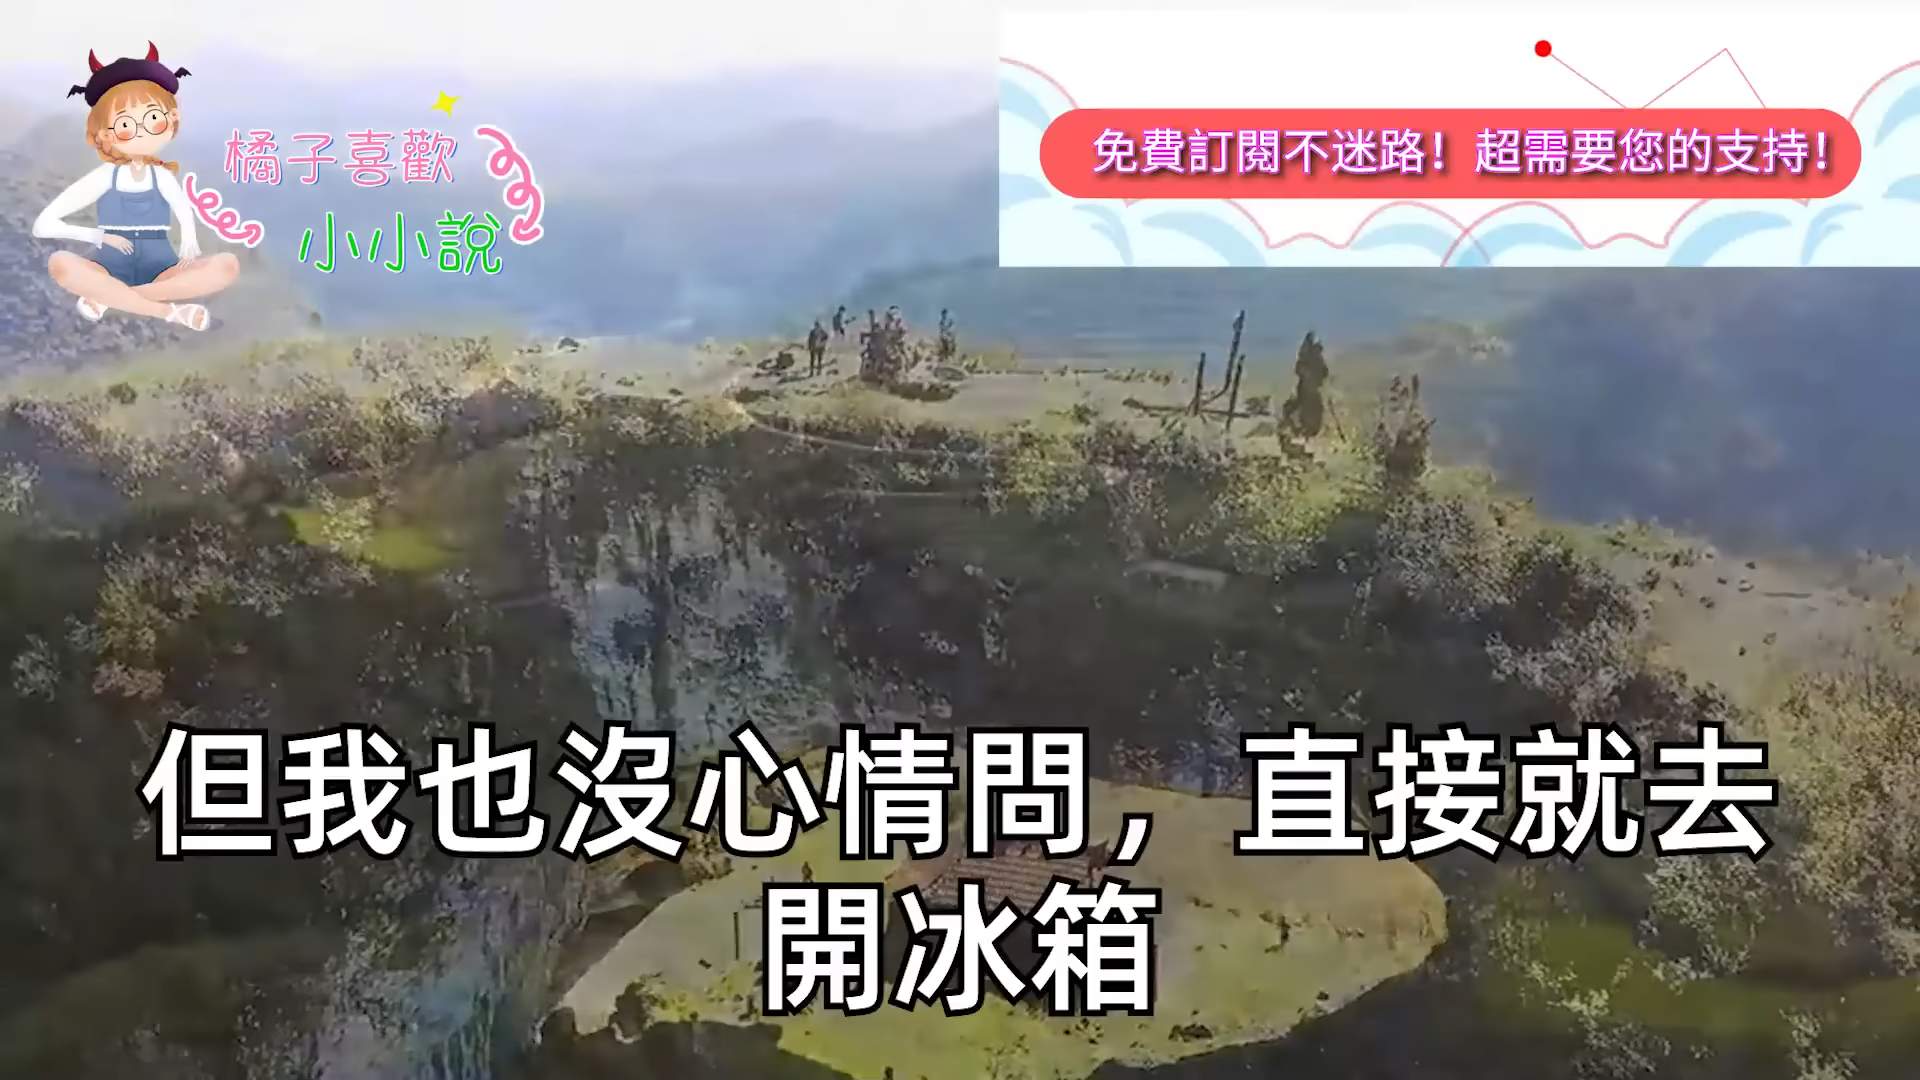 橘子喜歡
小小說
免費訂閱不迷路！超需要您的支持！
但我也沒心情問，直接就去
開冰箱